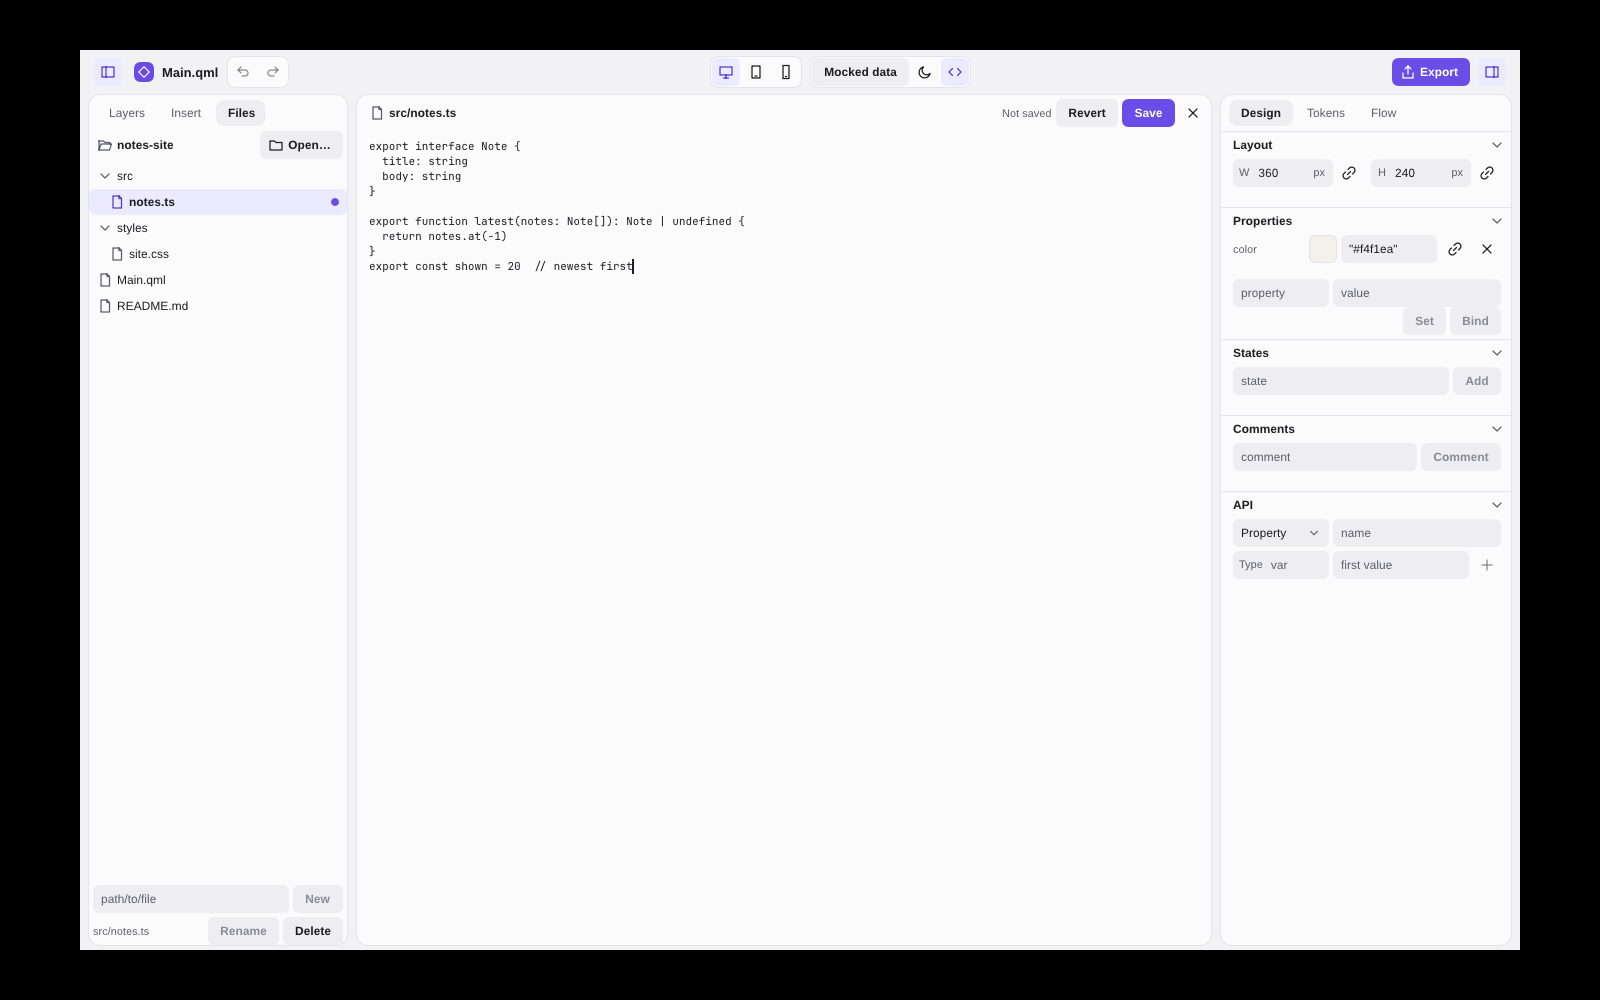 Main.qml
Mocked data
Export
Layers Insert Files
notes-site Open...
src
notes.ts
styles
site.css
Main.qml
README.md
path/to/file New
src/notes.ts Rename Delete
src/notes.ts Not saved Revert Save
export interface Note {
  title: string
  body: string
}
export function latest(notes: Note[]): Note | undefined {
  return notes.at(-1)
}
export const shown = 20  // newest first
Design Tokens Flow
Layout
W 360 px H 240 px
Properties
color "#f4f1ea"
property value
Set Bind
States
state Add
Comments
comment Comment
API
Property name
Type var first value